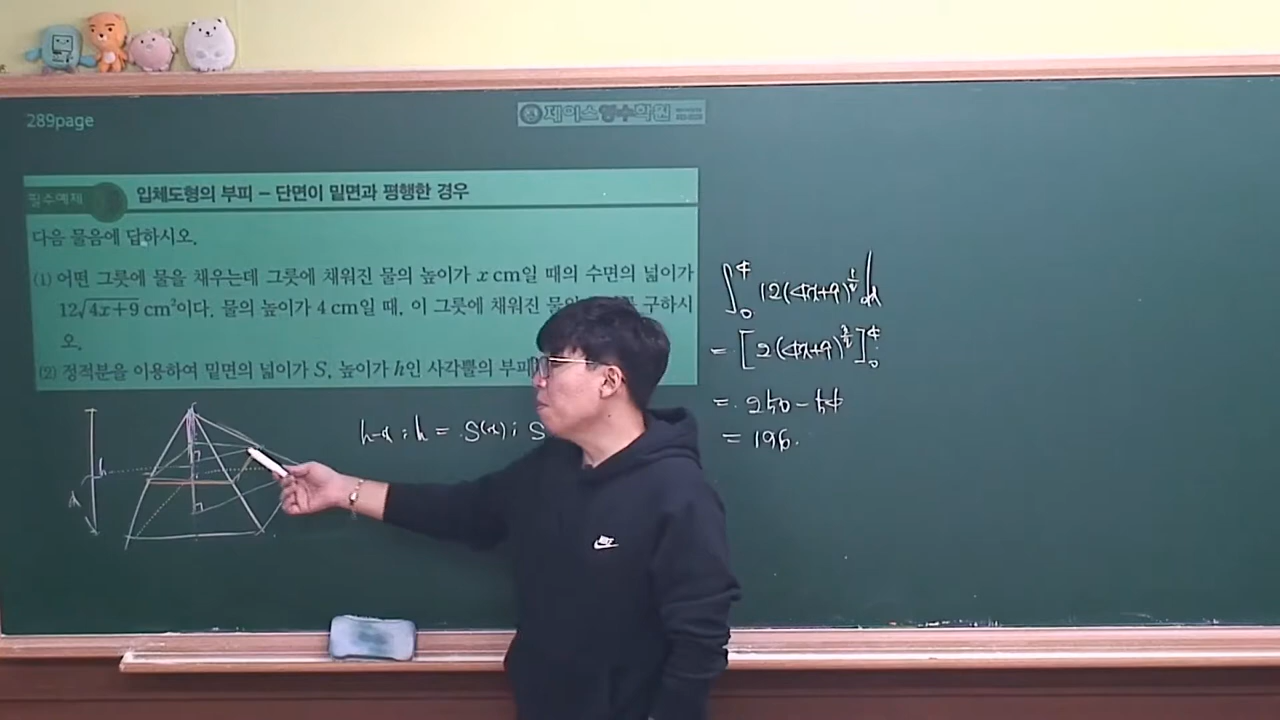 289page
제이스영수학원
필수예제
입체도형의 부피 - 단면이 밑면과 평행한 경우
다음 물음에 답하시오.
(1) 어떤 그릇에 물을 채우는데 그릇에 채워진 물의 높이가 x cm일 때의 수면의 넓이가
12√4x+9 cm²이다. 물의 높이가 4 cm일 때, 이 그릇에 채워진 구하시
오.
(2) 정적분을 이용하여 밑면의 넓이가 S, 높이가 h인 사각뿔의 부피
h
x
h-x : h = S(x) : S
∫₀⁴ 12(4x+9)^½ dx
= [2(4x+9)^(3/2)]₀⁴
= 250-54
= 196.